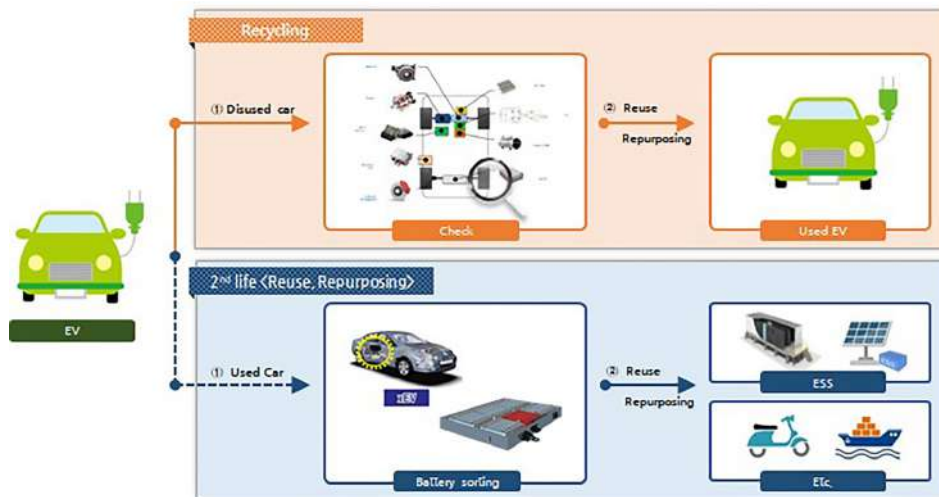 Recycling
① Disused car
② Reuse
Repurposing
Check
Used EV
EV
2nd life <Reuse, Repurposing>
① Used Car
② Reuse
Repurposing
xEV
Battery sorting
ESS
Etc.